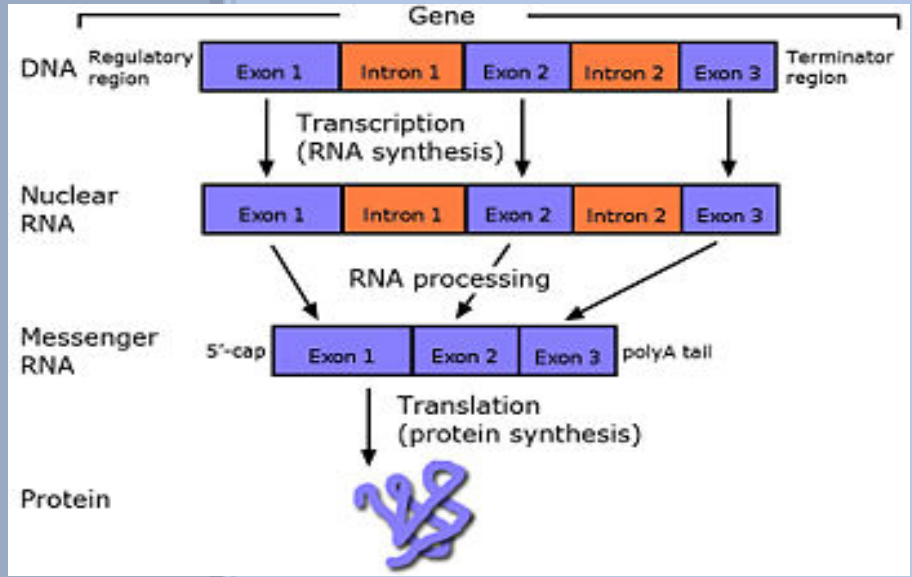 Gene
DNA
Regulatory
region
Exon 1
Intron 1
Exon 2
Intron 2
Exon 3
Terminator
region
Transcription
(RNA synthesis)
Nuclear
RNA
Exon 1
Intron 1
Exon 2
Intron 2
Exon 3
RNA processing
Messenger
RNA
5'-cap
Exon 1
Exon 2
Exon 3
polyA tail
Translation
(protein synthesis)
Protein